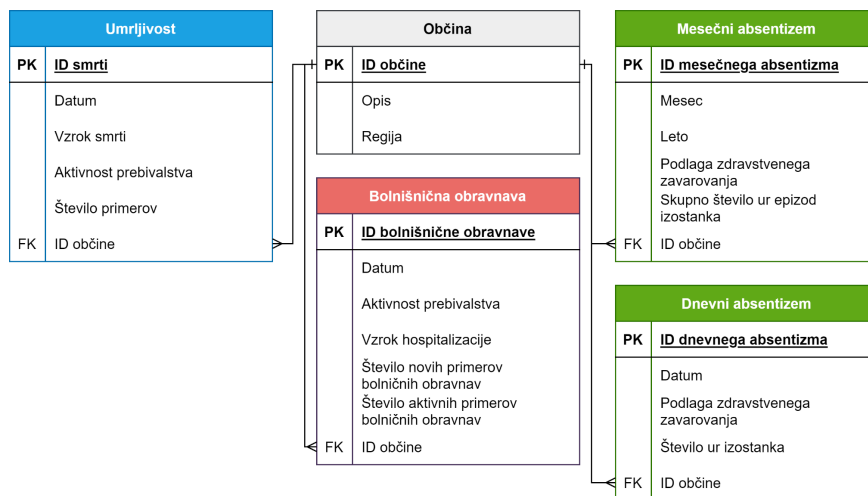 Umrljivost
PK ID smrti
Datum
Vzrok smrti
Aktivnost prebivalstva
Število primerov
FK ID občine
Občina
PK ID občine
Opis
Regija
Bolnišnična obravnava
PK ID bolnišnične obravnave
Datum
Aktivnost prebivalstva
Vzrok hospitalizacije
Število novih primerov
bolničnih obravnav
Število aktivnih primerov
bolničnih obravnav
FK ID občine
Mesečni absentizem
PK ID mesečnega absentizma
Mesec
Leto
Podlaga zdravstvenega
zavarovanja
Skupno število ur epizod
izostanka
FK ID občine
Dnevni absentizem
PK ID dnevnega absentizma
Datum
Podlaga zdravstvenega
zavarovanja
Število ur izostanka
FK ID občine